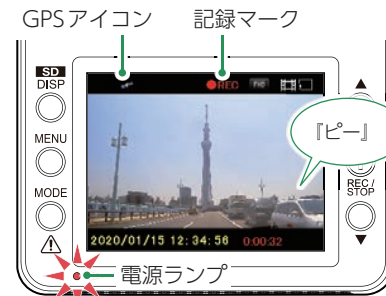 GPSアイコン 記録マーク
SD
DISP
REC FHD
MENU
『ピー』
MODE
REC/
STOP
2020/01/15 12:34:56 0:00:32
電源ランプ